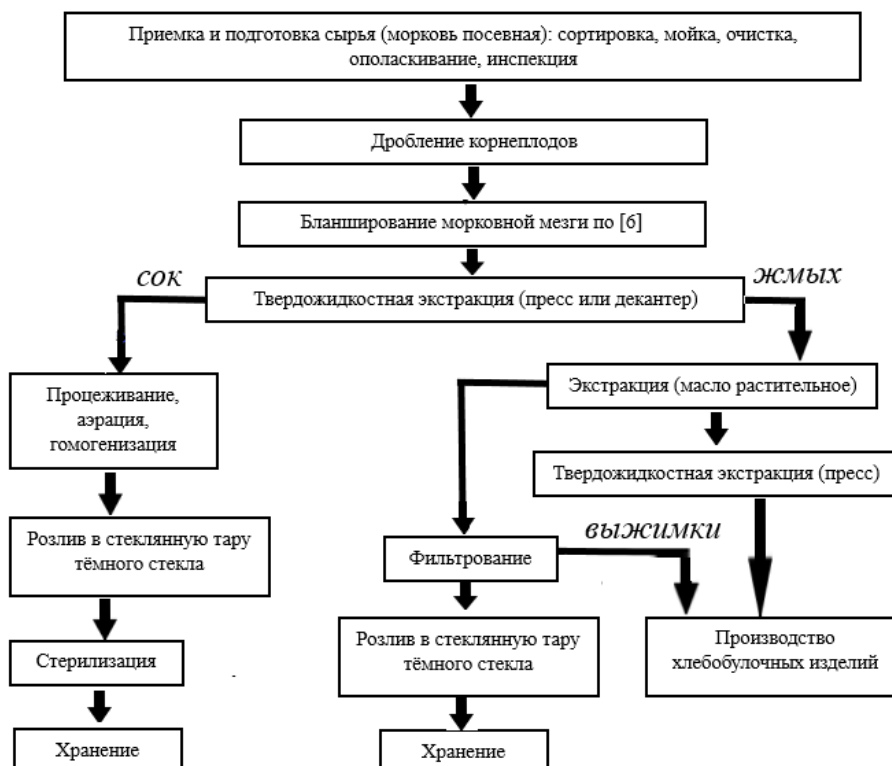 Приемка и подготовка сырья (морковь посевная): сортировка, мойка, очистка,
ополаскивание, инспекция
Дробление корнеплодов
Бланширование морковной мезги по [6]
сок
жмых
Твердожидкостная экстракция (пресс или декантер)
Процеживание,
аэрация,
гомогенизация
Экстракция (масло растительное)
Твердожидкостная экстракция (пресс)
Розлив в стеклянную тару
тёмного стекла
выжимки
Фильтрование
Стерилизация
Розлив в стеклянную тару
тёмного стекла
Производство
хлебобулочных изделий
Хранение
Хранение